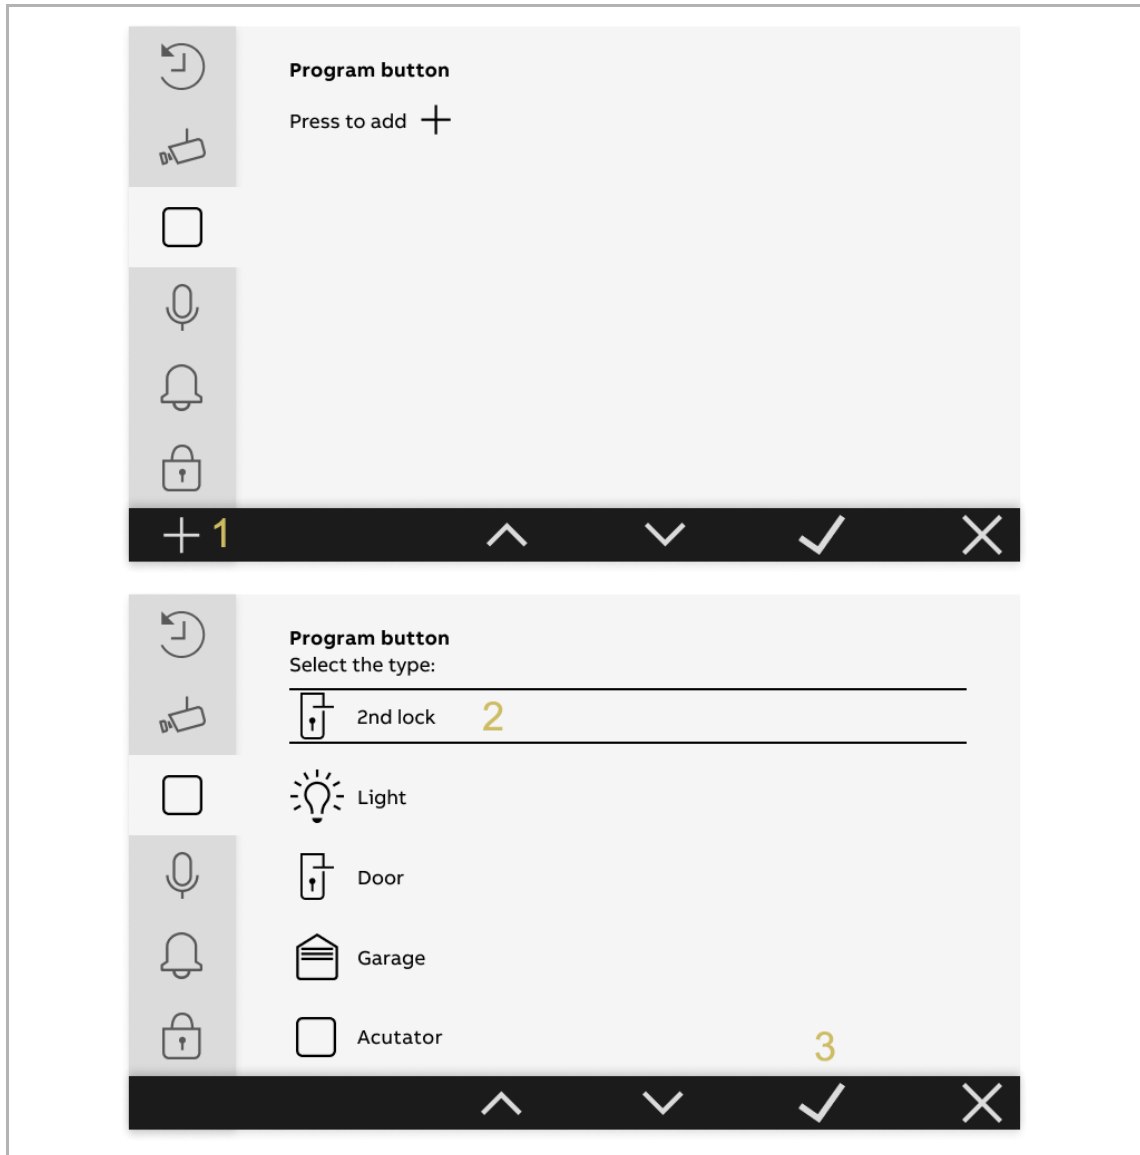 Program button
Press to add
1
Program button
Select the type:
2nd lock 2
Light
Door
Garage
Acutator
3